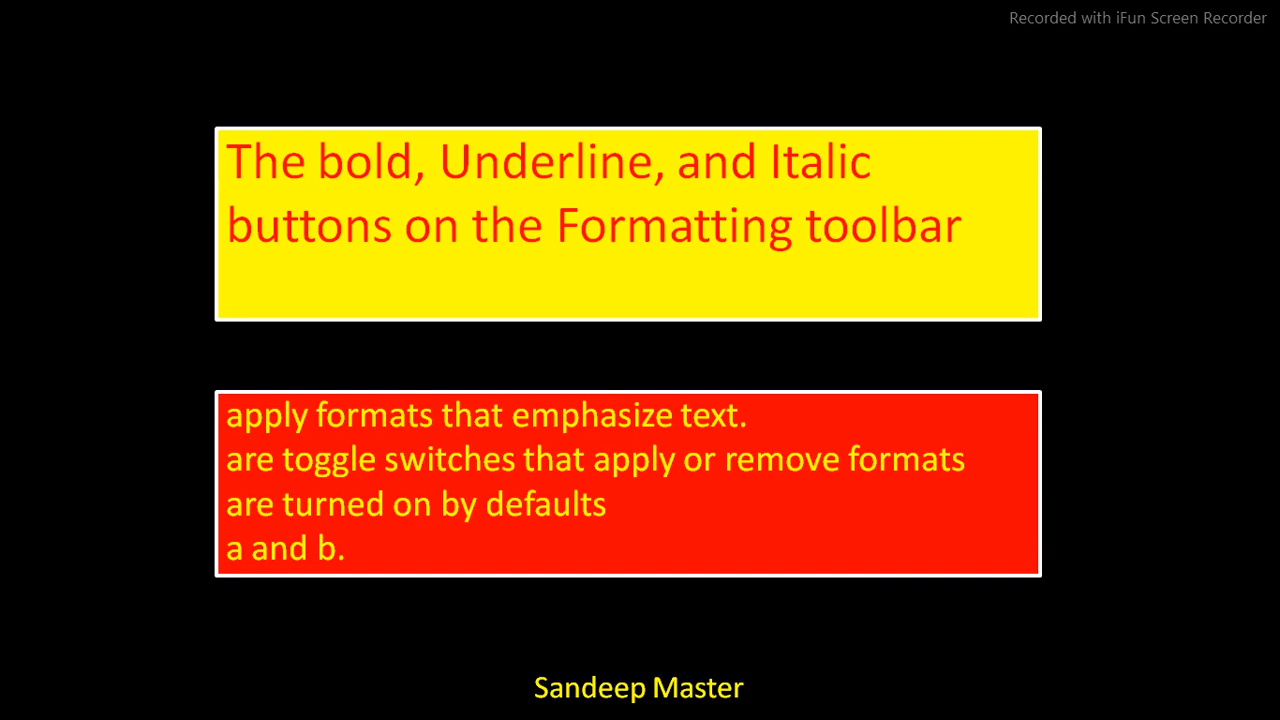 Recorded with iFun Screen Recorder
The bold, Underline, and Italic
buttons on the Formatting toolbar
apply formats that emphasize text.
are toggle switches that apply or remove formats
are turned on by defaults
a and b.
Sandeep Master